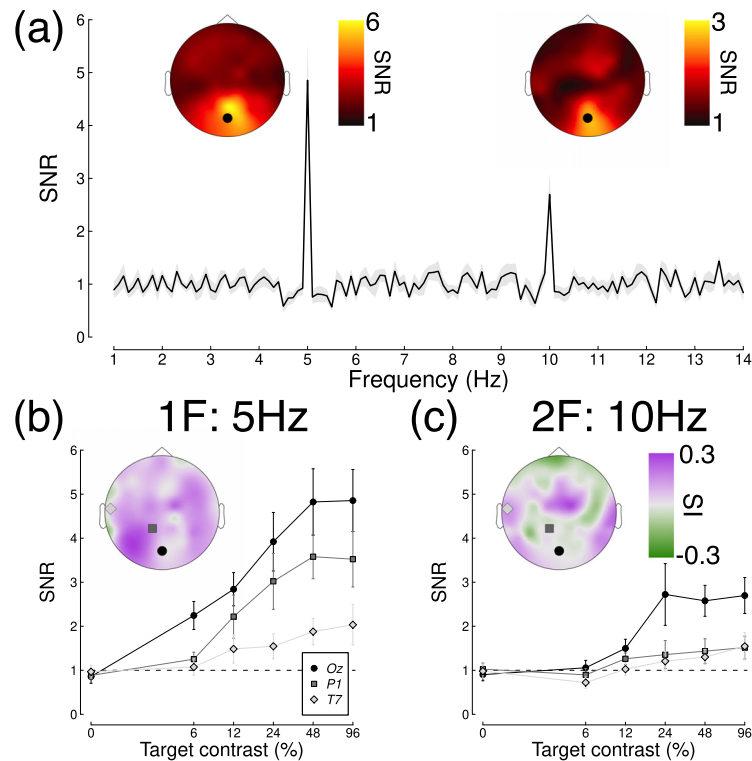 (a)
6
5
4
3
2
1
0
SNR
6
SNR
1
3
SNR
1
1 2 3 4 5 6 7 8 9 10 11 12 13 14
Frequency (Hz)
(b) 1F: 5Hz
6
5
4
3
2
1
0
SNR
Oz
P1
T7
0 6 12 24 48 96
Target contrast (%)
(c) 2F: 10Hz
6
5
4
3
2
1
0
SNR
0.3
SI
-0.3
0 6 12 24 48 96
Target contrast (%)